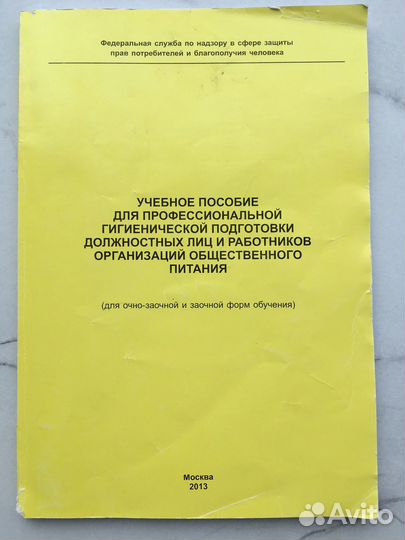 Федеральная служба по надзору в сфере защиты
прав потребителей и благополучия человека
УЧЕБНОЕ ПОСОБИЕ
ДЛЯ ПРОФЕССИОНАЛЬНОЙ
ГИГИЕНИЧЕСКОЙ ПОДГОТОВКИ
ДОЛЖНОСТНЫХ ЛИЦ И РАБОТНИКОВ
ОРГАНИЗАЦИЙ ОБЩЕСТВЕННОГО
ПИТАНИЯ
(для очно-заочной и заочной форм обучения)
Москва
2013
Avito